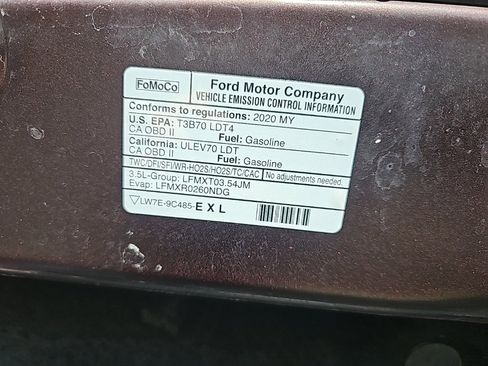 FoMoCo
Ford Motor Company
VEHICLE EMISSION CONTROL INFORMATION
Conforms to regulations: 2020 MY
U.S. EPA: T3B70 LDT4
CA OBD II Fuel: Gasoline
California: ULEV70 LDT
CA OBD II Fuel: Gasoline
TWC/DFI/SFI/WR-HO2S/HO2S/TC/CAC No adjustments needed.
3.5L-Group: LFMXT03.54JM
Evap: LFMXR0260NDG
LW7E-9C485-E X L